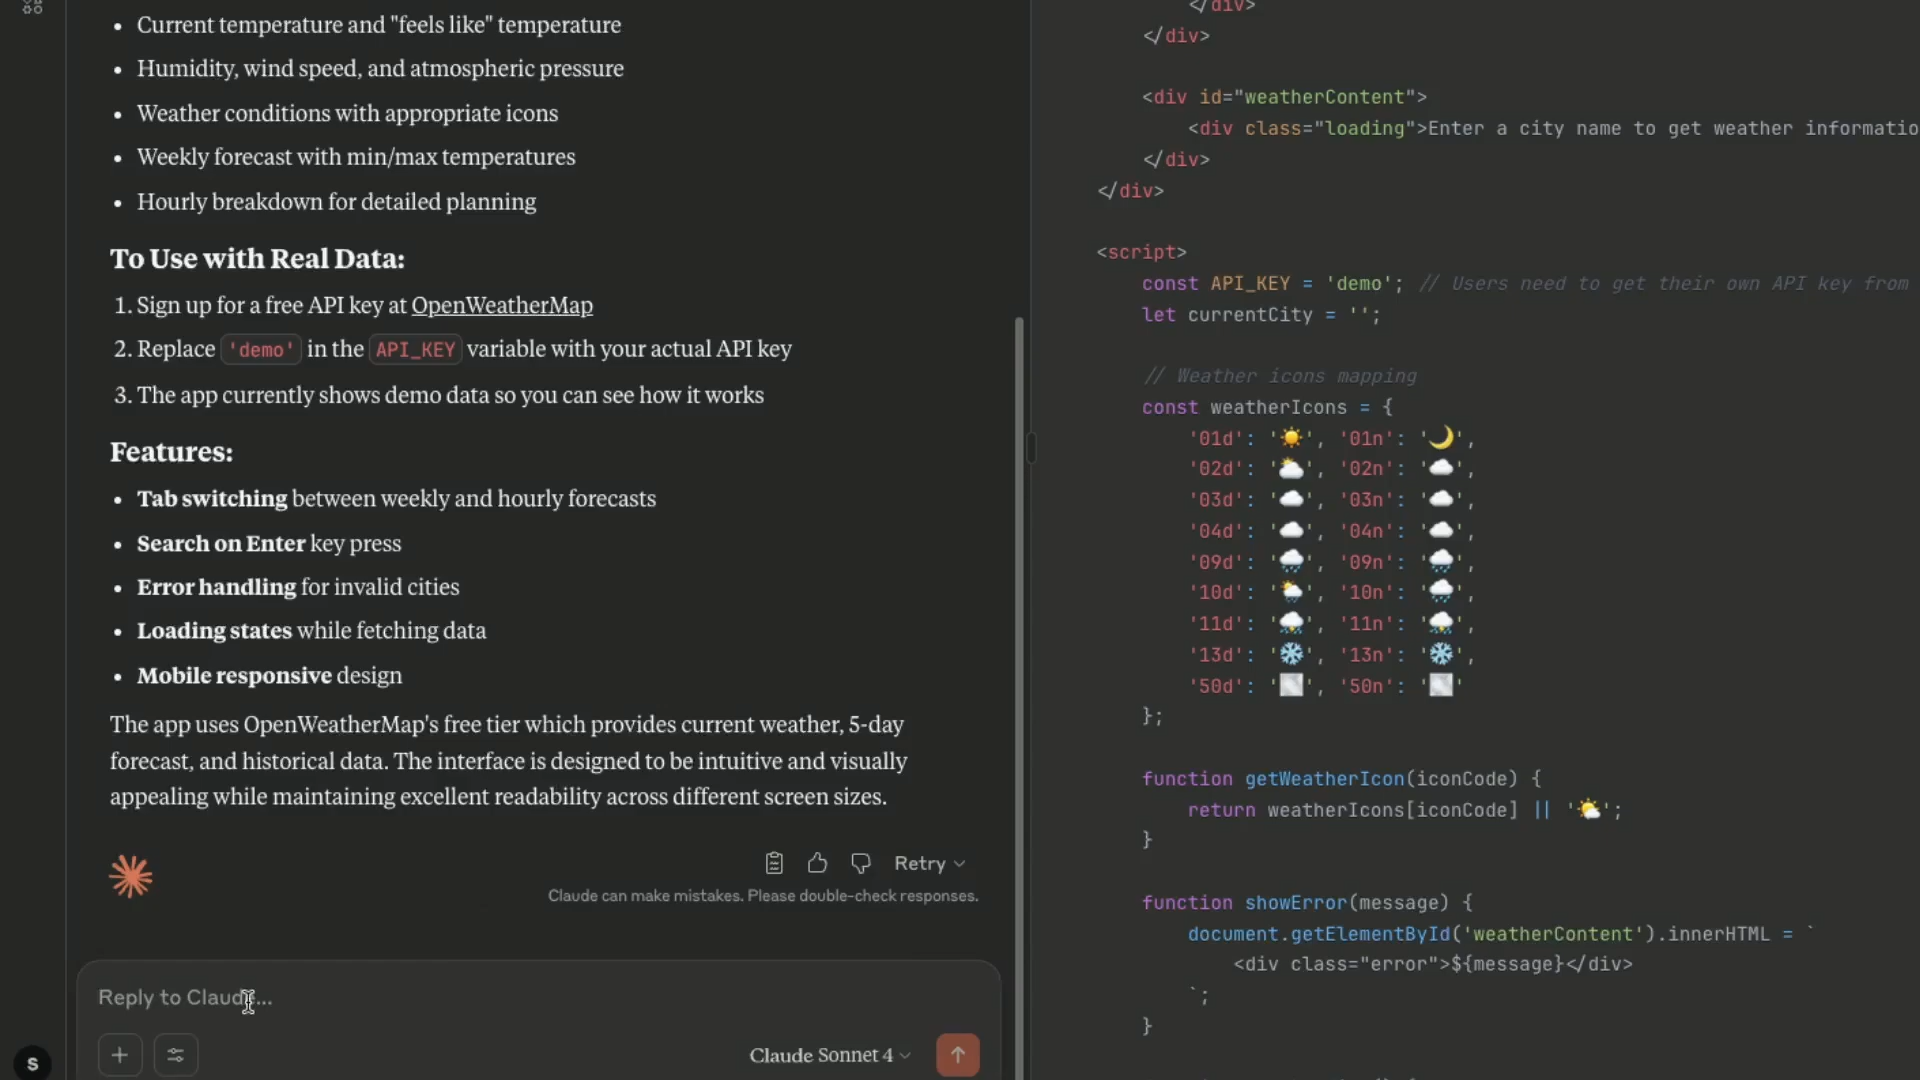 • Current temperature and "feels like" temperature
• Humidity, wind speed, and atmospheric pressure
• Weather conditions with appropriate icons
• Weekly forecast with min/max temperatures
• Hourly breakdown for detailed planning
To Use with Real Data:
1. Sign up for a free API key at OpenWeatherMap
2. Replace 'demo' in the API_KEY variable with your actual API key
3. The app currently shows demo data so you can see how it works
Features:
• Tab switching between weekly and hourly forecasts
• Search on Enter key press
• Error handling for invalid cities
• Loading states while fetching data
• Mobile responsive design
The app uses OpenWeatherMap's free tier which provides current weather, 5-day
forecast, and historical data. The interface is designed to be intuitive and visually
appealing while maintaining excellent readability across different screen sizes.
Retry
Claude can make mistakes. Please double-check responses.
Reply to Claude...
Claude Sonnet 4
S
</div>
</div>
<div id="weatherContent">
<div class="loading">Enter a city name to get weather informatio
</div>
</div>
<script>
const API_KEY = 'demo'; // Users need to get their own API key from
let currentCity = '';
// Weather icons mapping
const weatherIcons = {
'01d': '☀️', '01n': '🌙',
'02d': '⛅', '02n': '☁️',
'03d': '☁️', '03n': '☁️',
'04d': '☁️', '04n': '☁️',
'09d': '🌧️', '09n': '🌧️',
'10d': '🌦️', '10n': '🌧️',
'11d': '⛈️', '11n': '⛈️',
'13d': '❄️', '13n': '❄️',
'50d': '🌫️', '50n': '🌫️'
};
function getWeatherIcon(iconCode) {
return weatherIcons[iconCode] || '🌤️';
}
function showError(message) {
document.getElementById('weatherContent').innerHTML = `
<div class="error">${message}</div>
`;
}